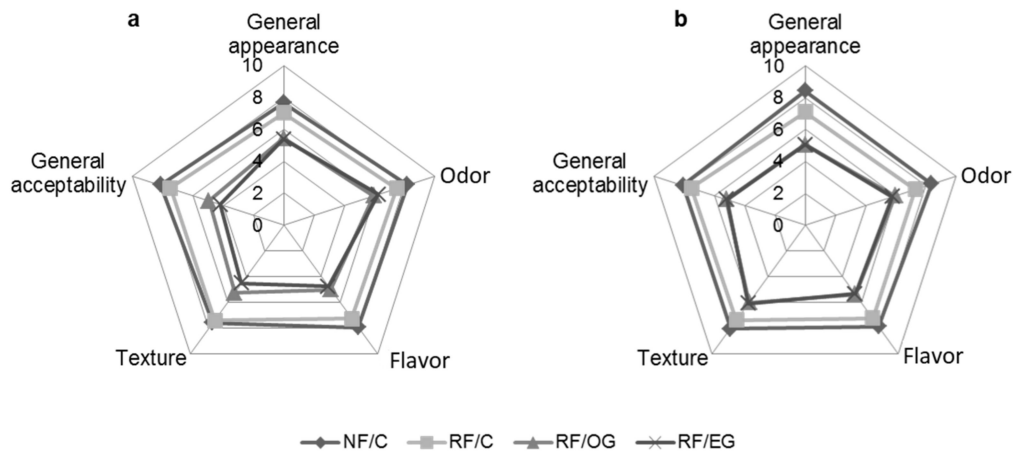 a
General
appearance
10
8
6
4
2
0
Odor
Flavor
Texture
General
acceptability
b
General
appearance
10
8
6
4
2
0
Odor
Flavor
Texture
General
acceptability
NF/C RF/C RF/OG RF/EG